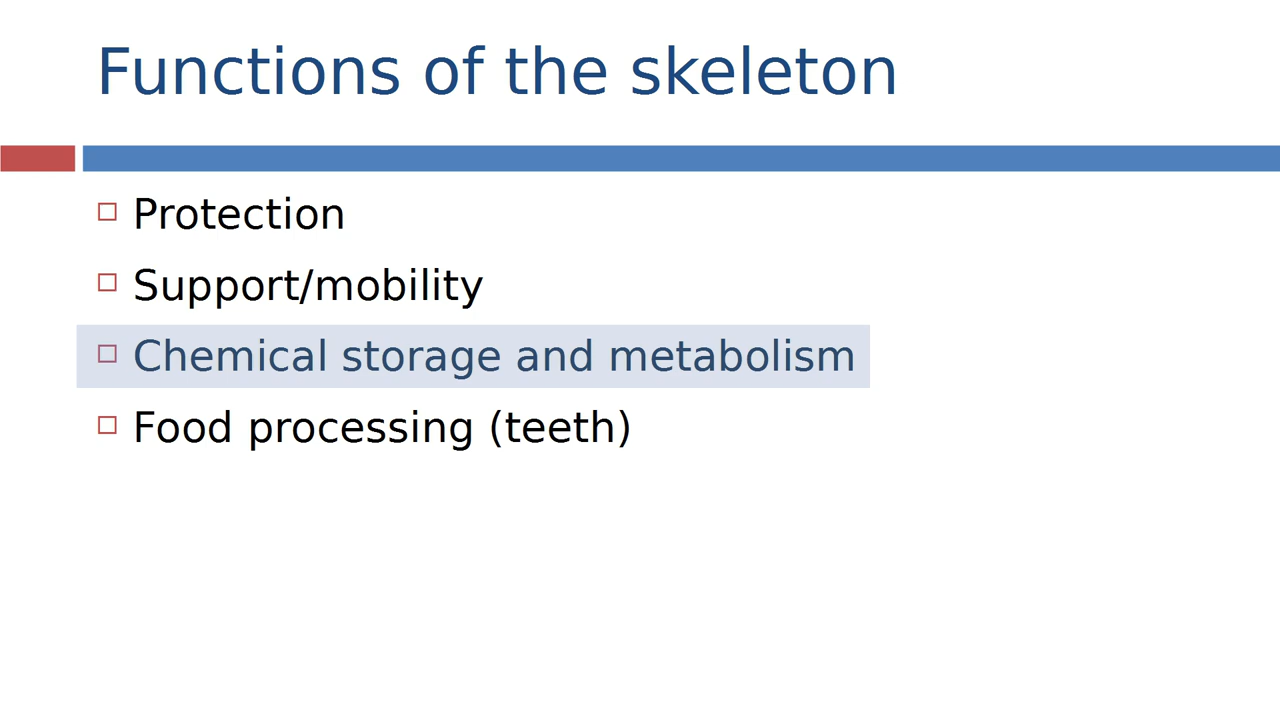 Functions of the skeleton
Protection
Support/mobility
Chemical storage and metabolism
Food processing (teeth)